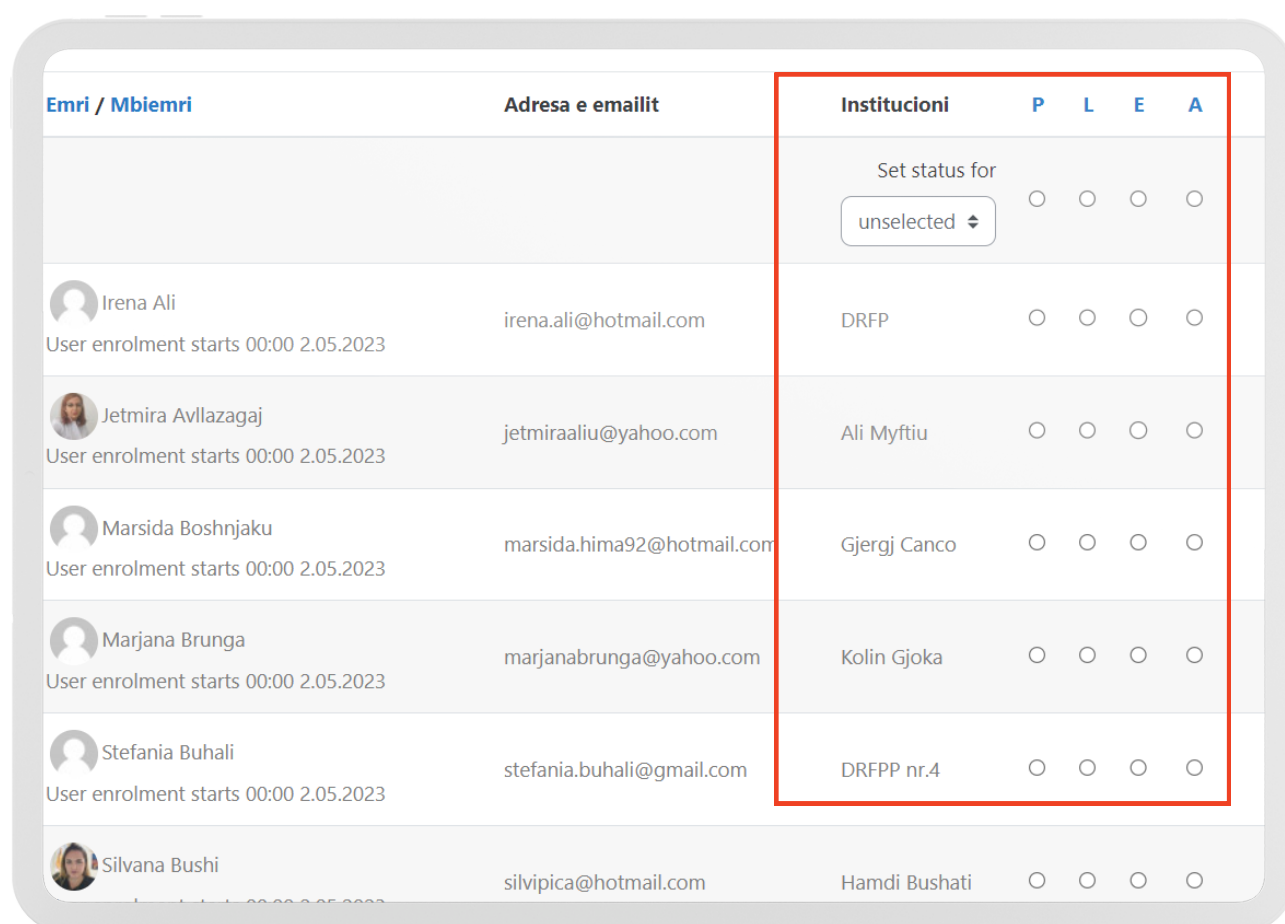 Emri / Mbiemri Adresa e emailit Institucioni P L E A
Set status for
unselected
Irena Ali
User enrolment starts 00:00 2.05.2023
irena.ali@hotmail.com DRFP
Jetmira Avllazagaj
User enrolment starts 00:00 2.05.2023
jetmiraaliu@yahoo.com Ali Myftiu
Marsida Boshnjaku
User enrolment starts 00:00 2.05.2023
marsida.hima92@hotmail.com Gjergj Canco
Marjana Brunga
User enrolment starts 00:00 2.05.2023
marjanabrunga@yahoo.com Kolin Gjoka
Stefania Buhali
User enrolment starts 00:00 2.05.2023
stefania.buhali@gmail.com DRFPP nr.4
Silvana Bushi
silvipica@hotmail.com Hamdi Bushati